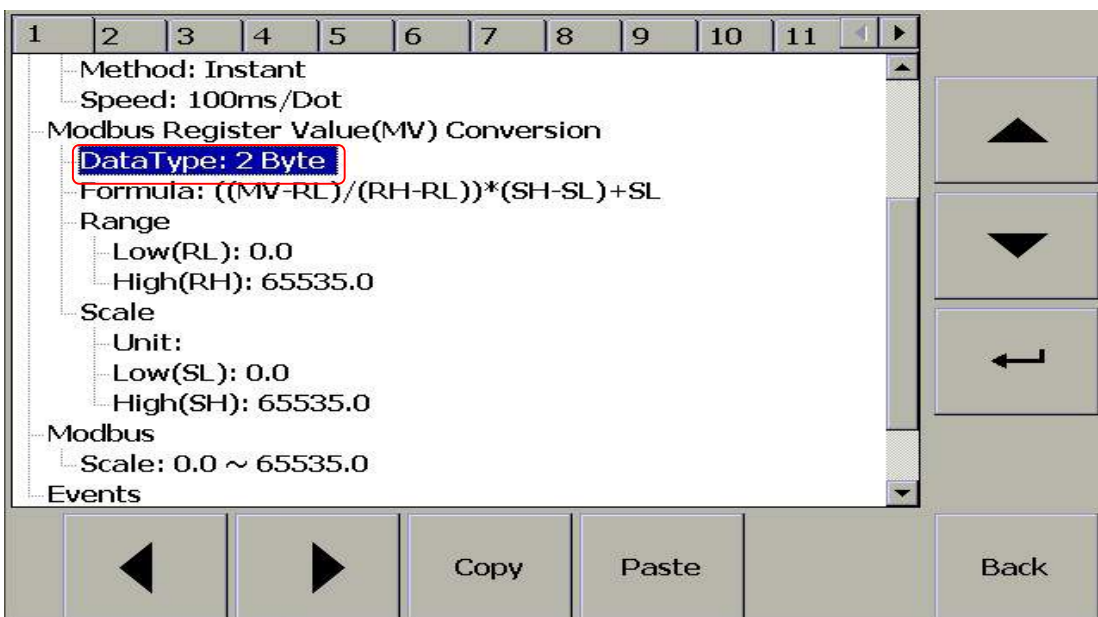 1 2 3 4 5 6 7 8 9 10 11
Method: Instant
Speed: 100ms/Dot
Modbus Register Value(MV) Conversion
DataType: 2 Byte
Formula: ((MV-RL)/(RH-RL))*(SH-SL)+SL
Range
Low(RL): 0.0
High(RH): 65535.0
Scale
Unit:
Low(SL): 0.0
High(SH): 65535.0
Modbus
Scale: 0.0 ~ 65535.0
Events
Copy Paste Back